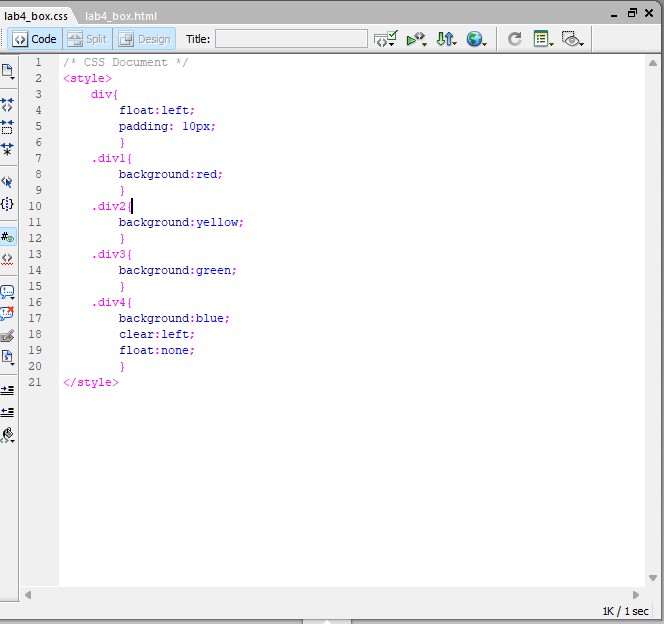 lab4_box.css lab4_box.html
Code Split Design Title:
1 /* CSS Document */
2 <style>
3 div{
4 float:left;
5 padding: 10px;
6 }
7 .div1{
8 background:red;
9 }
10 .div2{
11 background:yellow;
12 }
13 .div3{
14 background:green;
15 }
16 .div4{
17 background:blue;
18 clear:left;
19 float:none;
20 }
21 </style>
1K / 1 sec